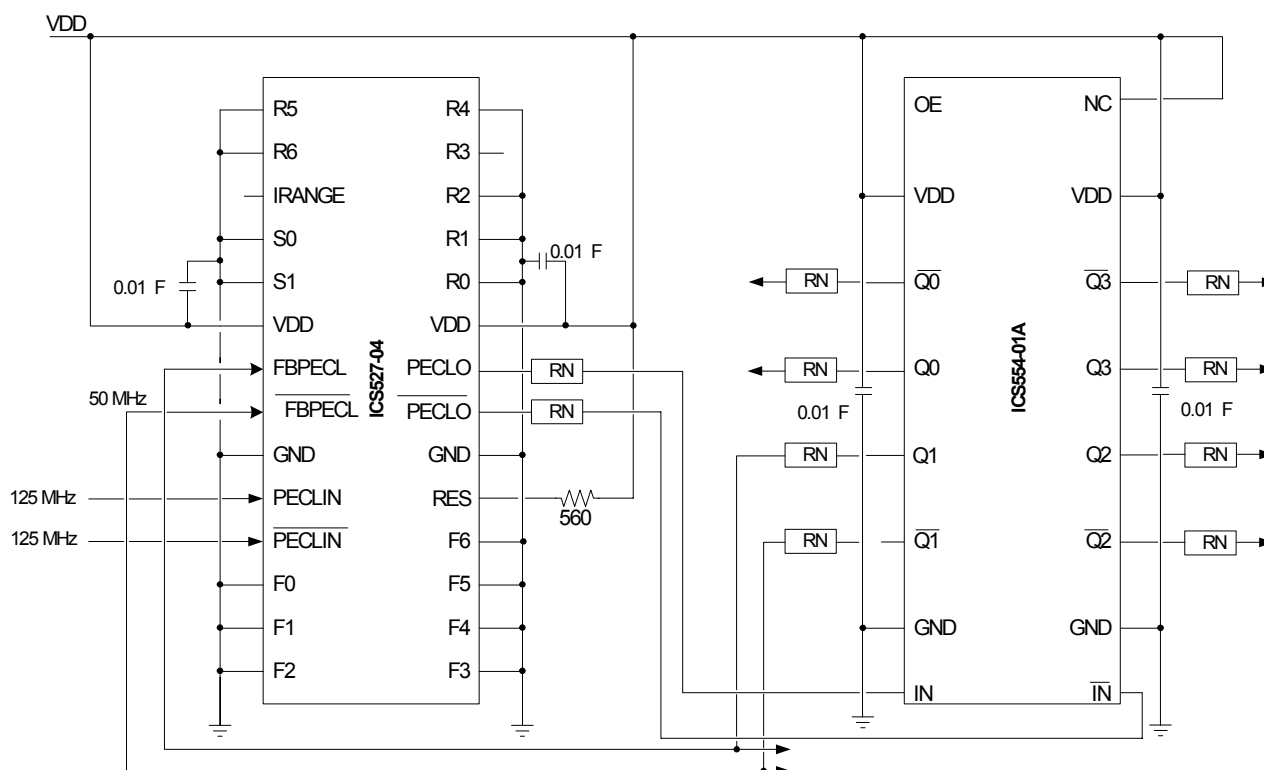 VDD
R5
R6
IRANGE
S0
S1
VDD
FBPECL
FBPECL
GND
PECLIN
PECLIN
F0
F1
F2
R4
R3
R2
R1
R0
VDD
PECLO
PECLO
GND
RES
F6
F5
F4
F3
ICS527-04
0.01 F
0.01 F
50 MHz
125 MHz
125 MHz
RN
RN
560
OE
VDD
Q0
Q0
Q1
Q1
GND
IN
NC
VDD
Q3
Q3
Q2
Q2
GND
IN
ICS554-01A
RN
RN
RN
RN
0.01 F
RN
RN
RN
RN
0.01 F